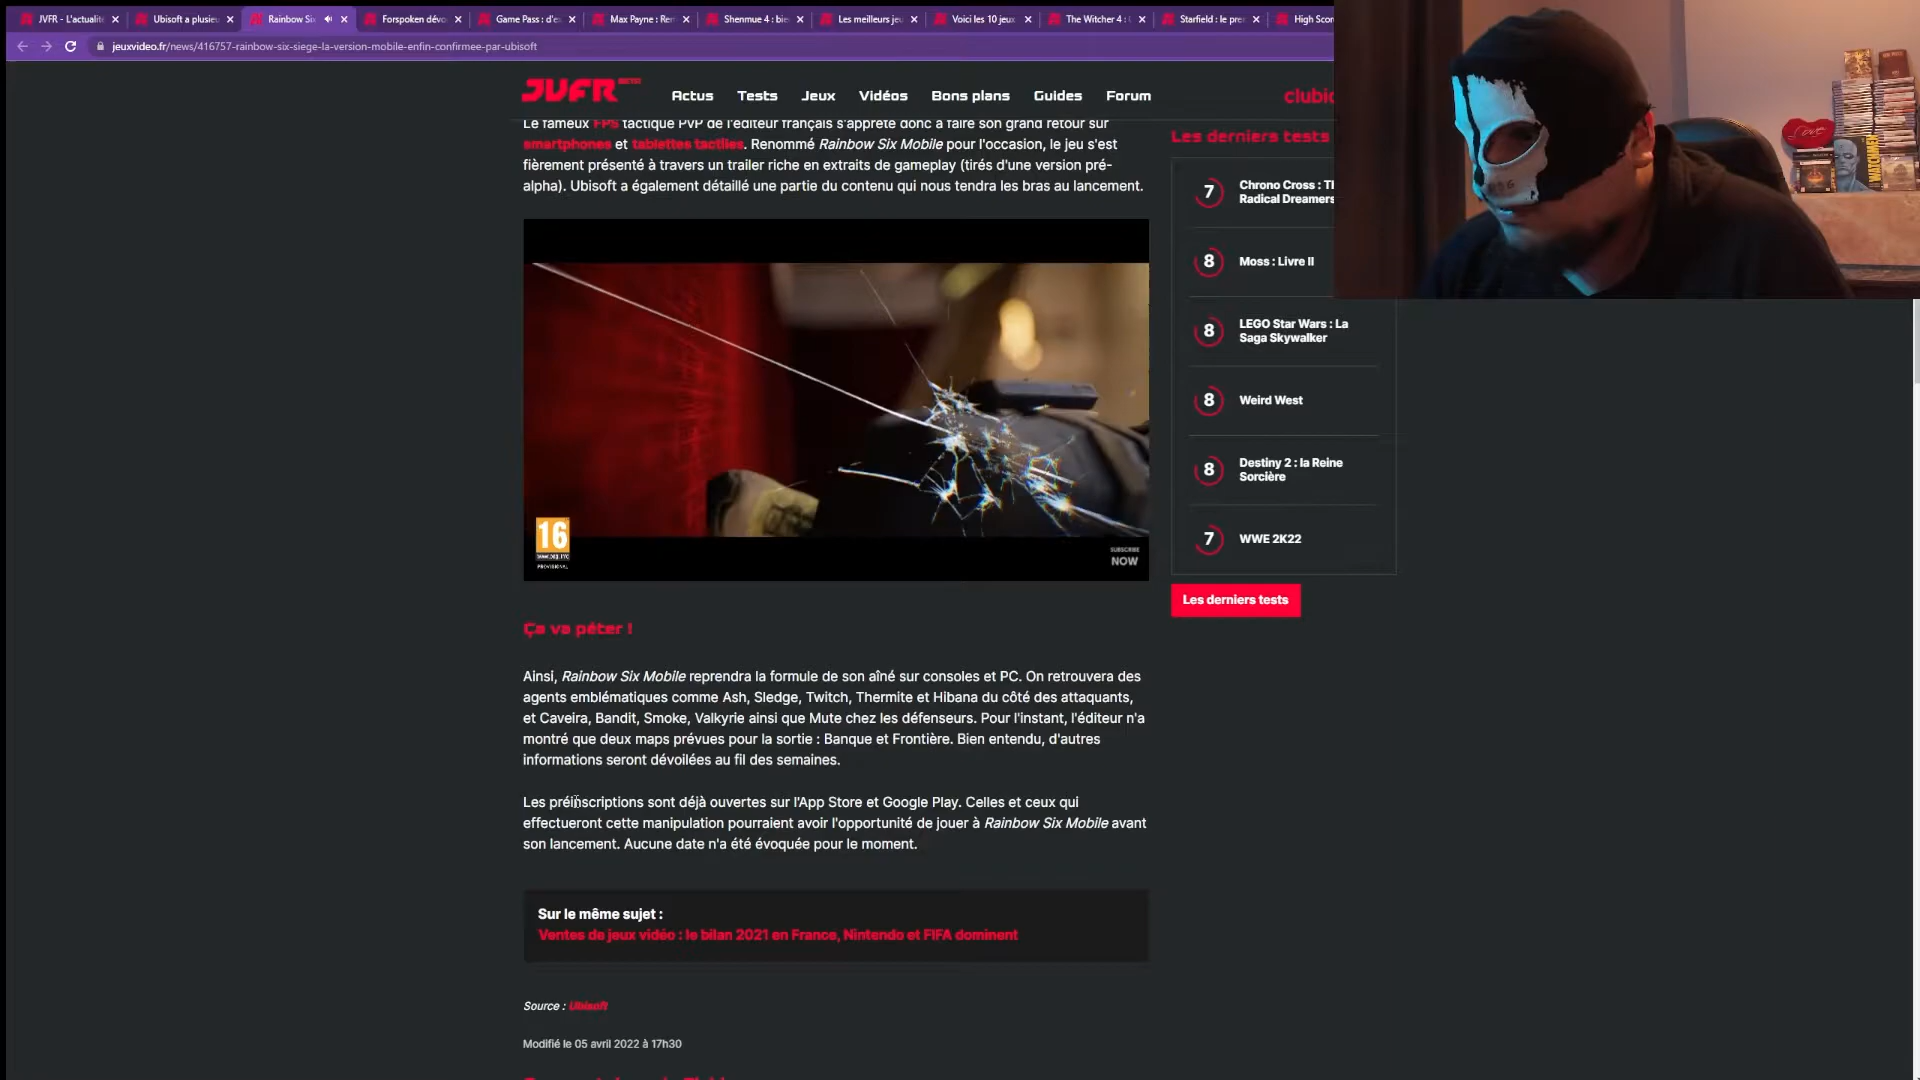 JVFR - L'actualité
Ubisoft a plusieu
Rainbow Six
Forspoken dévo
Game Pass : d'e
Max Payne : Rem
Shenmue 4 : bie
Les meilleurs jeu
Voici les 10 jeux
The Witcher 4 :
Starfield : le pre
High Scor
jeuxvideo.fr/news/416757-rainbow-six-siege-la-version-mobile-enfin-confirmee-par-ubisoft
JVFR
Actus Tests Jeux Vidéos Bons plans Guides Forum
clubic
Le fameux FPS tactique PvP de l'éditeur français s'apprête donc à faire son grand retour sur
smartphones et tablettes tactiles. Renommé Rainbow Six Mobile pour l'occasion, le jeu s'est
fièrement présenté à travers un trailer riche en extraits de gameplay (tirés d'une version pré-
alpha). Ubisoft a également détaillé une partie du contenu qui nous tendra les bras au lancement.
16
PROVISIONAL
SUBSCRIBE
NOW
Ça va péter !
Ainsi, Rainbow Six Mobile reprendra la formule de son aîné sur consoles et PC. On retrouvera des
agents emblématiques comme Ash, Sledge, Twitch, Thermite et Hibana du côté des attaquants,
et Caveira, Bandit, Smoke, Valkyrie ainsi que Mute chez les défenseurs. Pour l'instant, l'éditeur n'a
montré que deux maps prévues pour la sortie : Banque et Frontière. Bien entendu, d'autres
informations seront dévoilées au fil des semaines.
Les préinscriptions sont déjà ouvertes sur l'App Store et Google Play. Celles et ceux qui
effectueront cette manipulation pourraient avoir l'opportunité de jouer à Rainbow Six Mobile avant
son lancement. Aucune date n'a été évoquée pour le moment.
Sur le même sujet :
Ventes de jeux vidéo : le bilan 2021 en France, Nintendo et FIFA dominent
Source : Ubisoft
Modifié le 05 avril 2022 à 17h30
Les derniers tests
7
Chrono Cross : Th
Radical Dreamers
8
Moss : Livre II
8
LEGO Star Wars : La
Saga Skywalker
8
Weird West
8
Destiny 2 : la Reine
Sorcière
7
WWE 2K22
Les derniers tests
Love
WATCHMEN